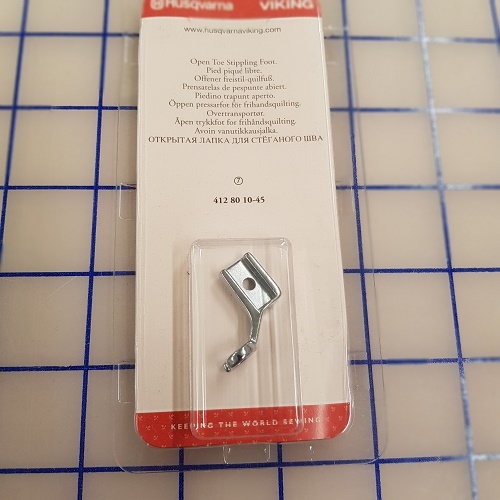 Husqvarna VIKING
www.husqvarnaviking.com
Open Toe Stippling Foot.
Pied piqué libre.
Offener freistil-quilfuß.
Prensatelas de pespunte abiert.
Piedino trapunt aperto.
Öppen pressarfot för frihandsquilting.
Overtransportør.
Åpen trykkfot for frihåndsquilting.
Avoin vanutikkausjalka.
ОТКРЫТАЯ ЛАПКА ДЛЯ СТЁГАНОГО ШВА
7
412 80 10-45
KEEPING THE WORLD SEWING